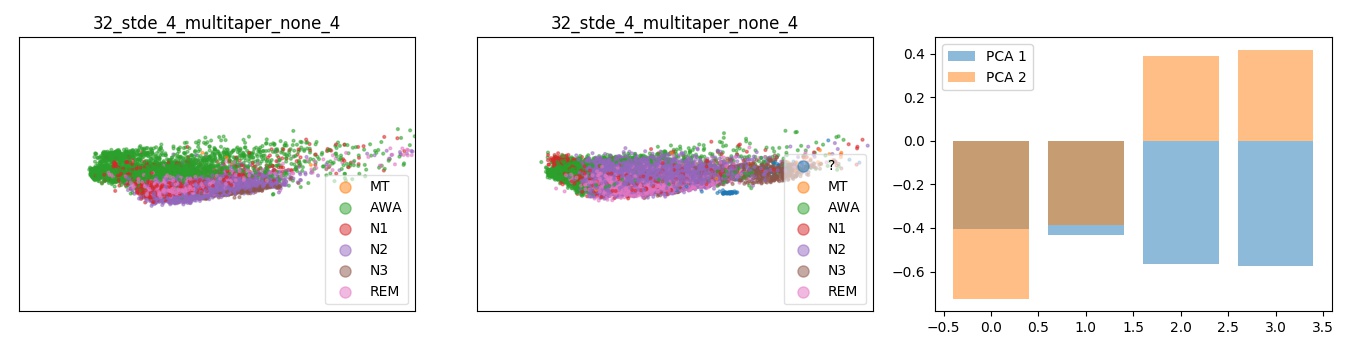 32_stde_4_multitaper_none_4
MT
AWA
N1
N2
N3
REM
32_stde_4_multitaper_none_4
?
MT
AWA
N1
N2
N3
REM
PCA 1
PCA 2
0.4
0.2
0.0
−0.2
−0.4
−0.6
−0.5 0.0 0.5 1.0 1.5 2.0 2.5 3.0 3.5